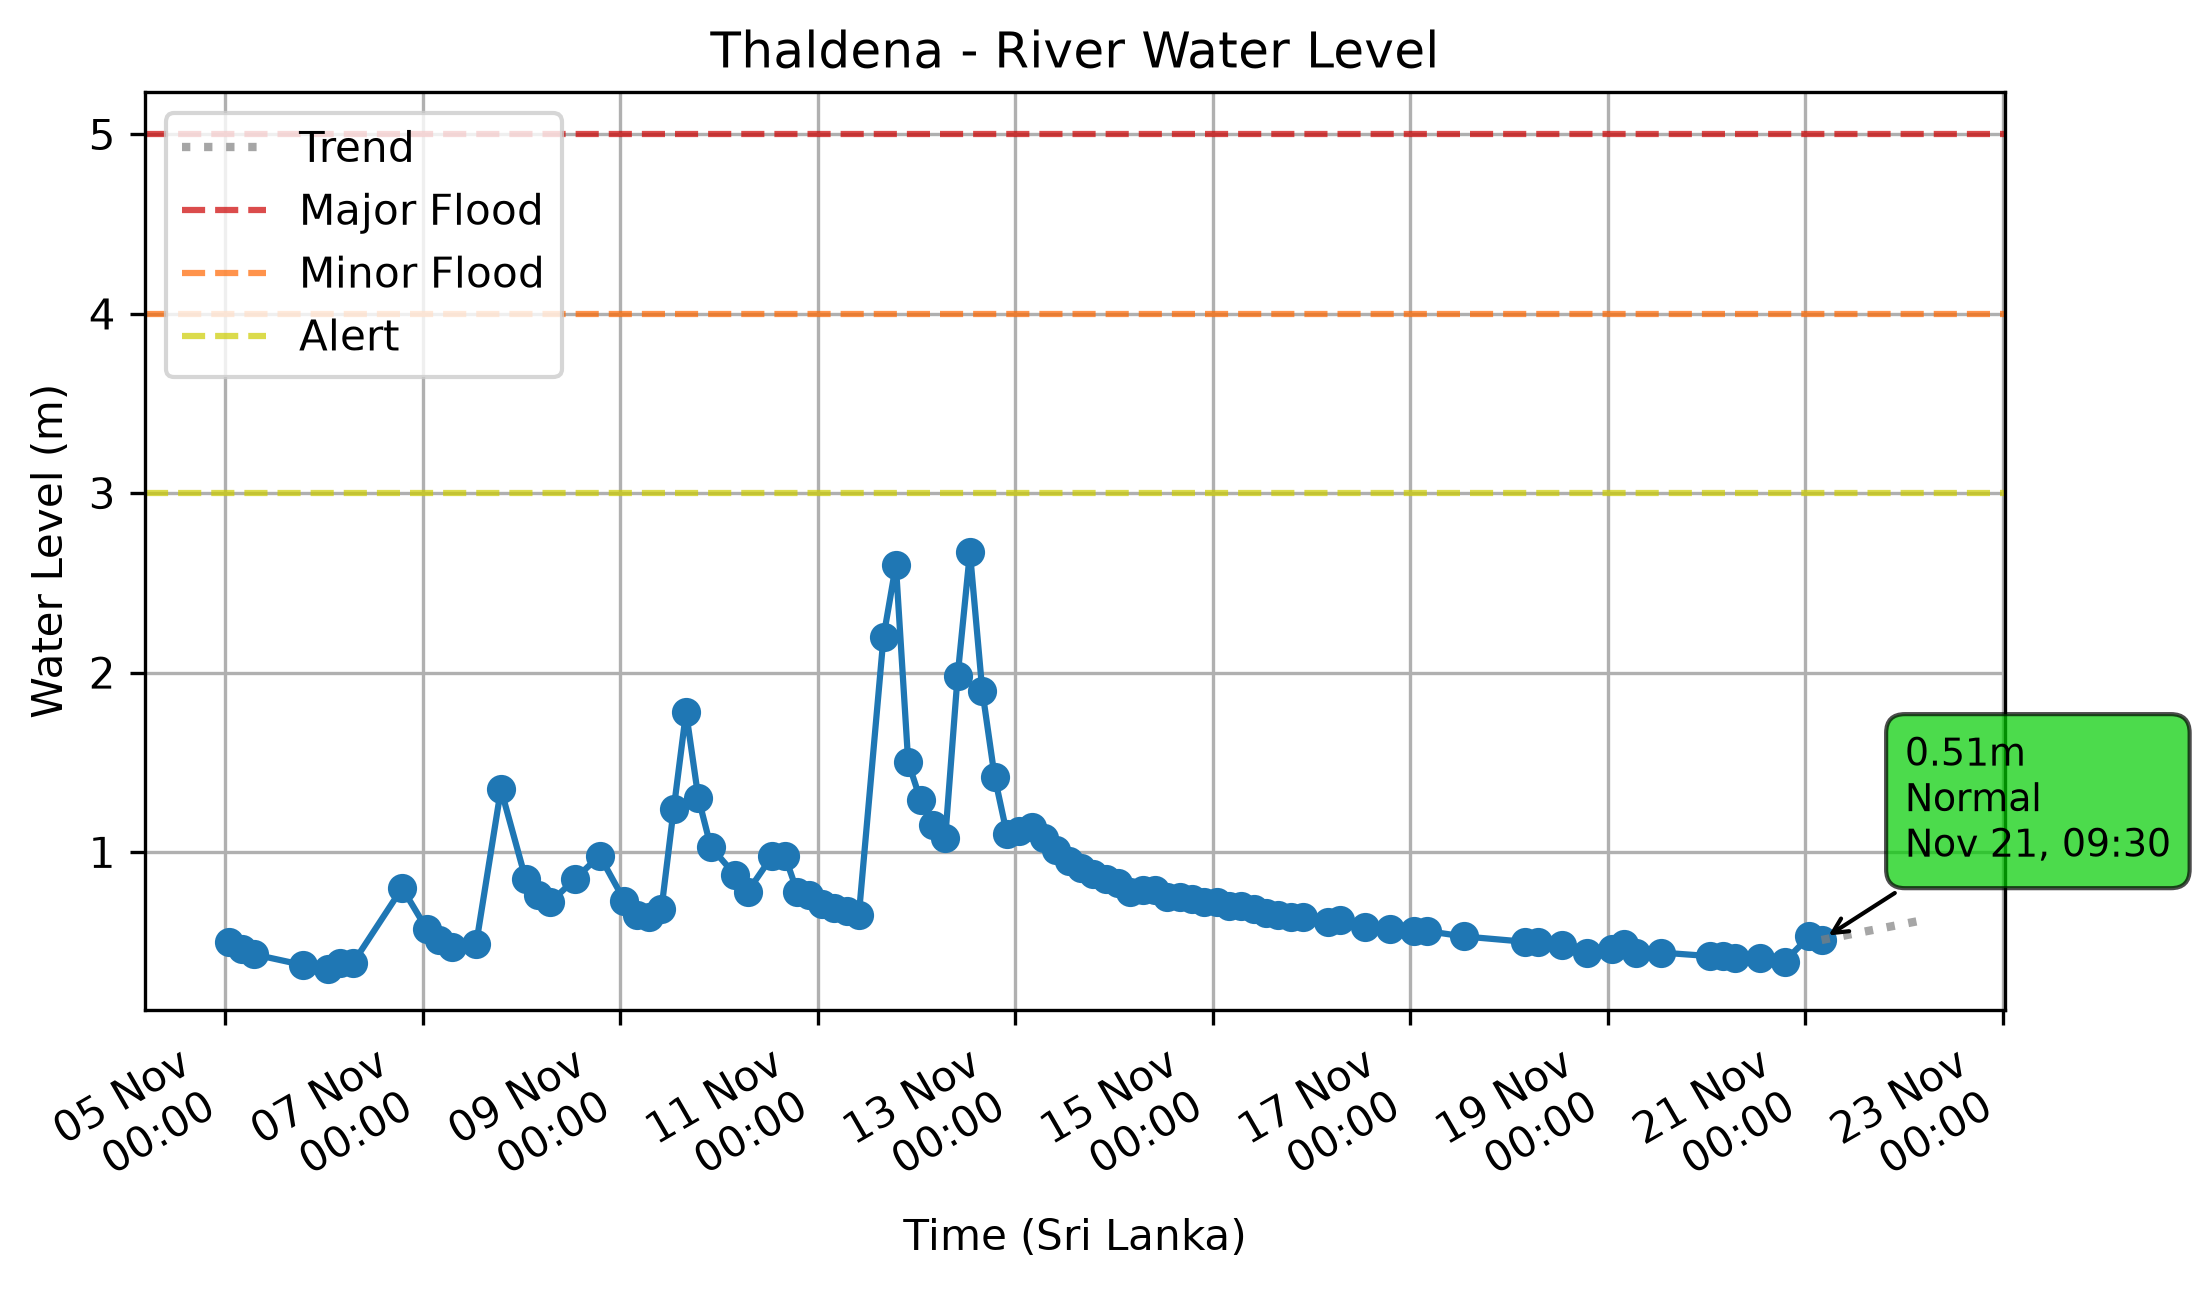 Thaldena - River Water Level
Trend
Major Flood
Minor Flood
Alert
Water Level (m)
5
4
3
2
1
0.51m
Normal
Nov 21, 09:30
05 Nov
00:00
07 Nov
00:00
09 Nov
00:00
11 Nov
00:00
13 Nov
00:00
15 Nov
00:00
17 Nov
00:00
19 Nov
00:00
21 Nov
00:00
23 Nov
00:00
Time (Sri Lanka)